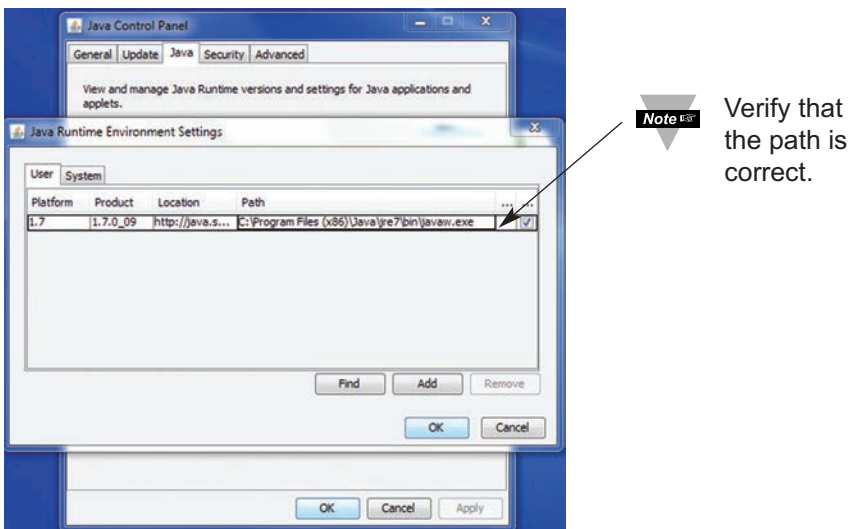 Java Control Panel
General Update Java Security Advanced
View and manage Java Runtime versions and settings for Java applications and
applets.
Java Runtime Environment Settings
User System
Platform Product Location Path ... ...
1.7 1.7.0_09 http://java.s... C:\Program Files (x86)\Java\jre7\bin\javaw.exe
Find Add Remove
OK Cancel
OK Cancel Apply
Note
Verify that
the path is
correct.